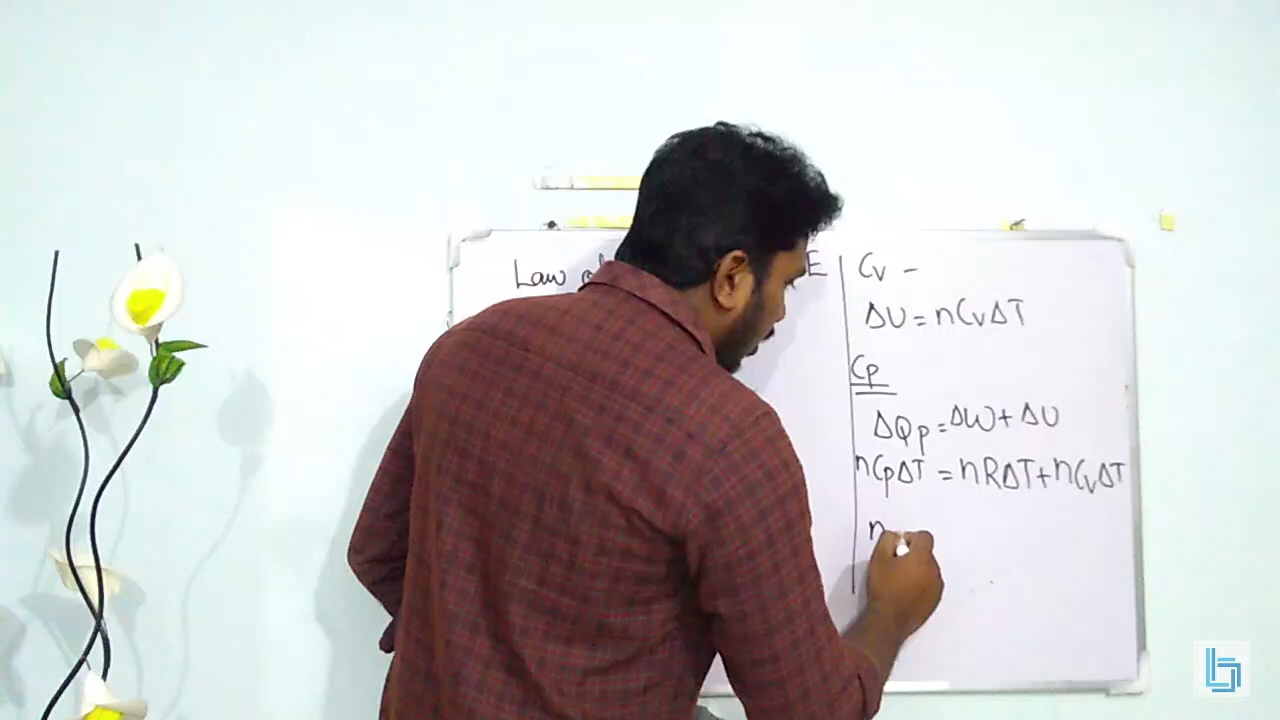 Law
E
Cv -
ΔU = nCvΔT
Cp
ΔQp = ΔW + ΔU
nCpΔT = nRΔT + nCvΔT
n